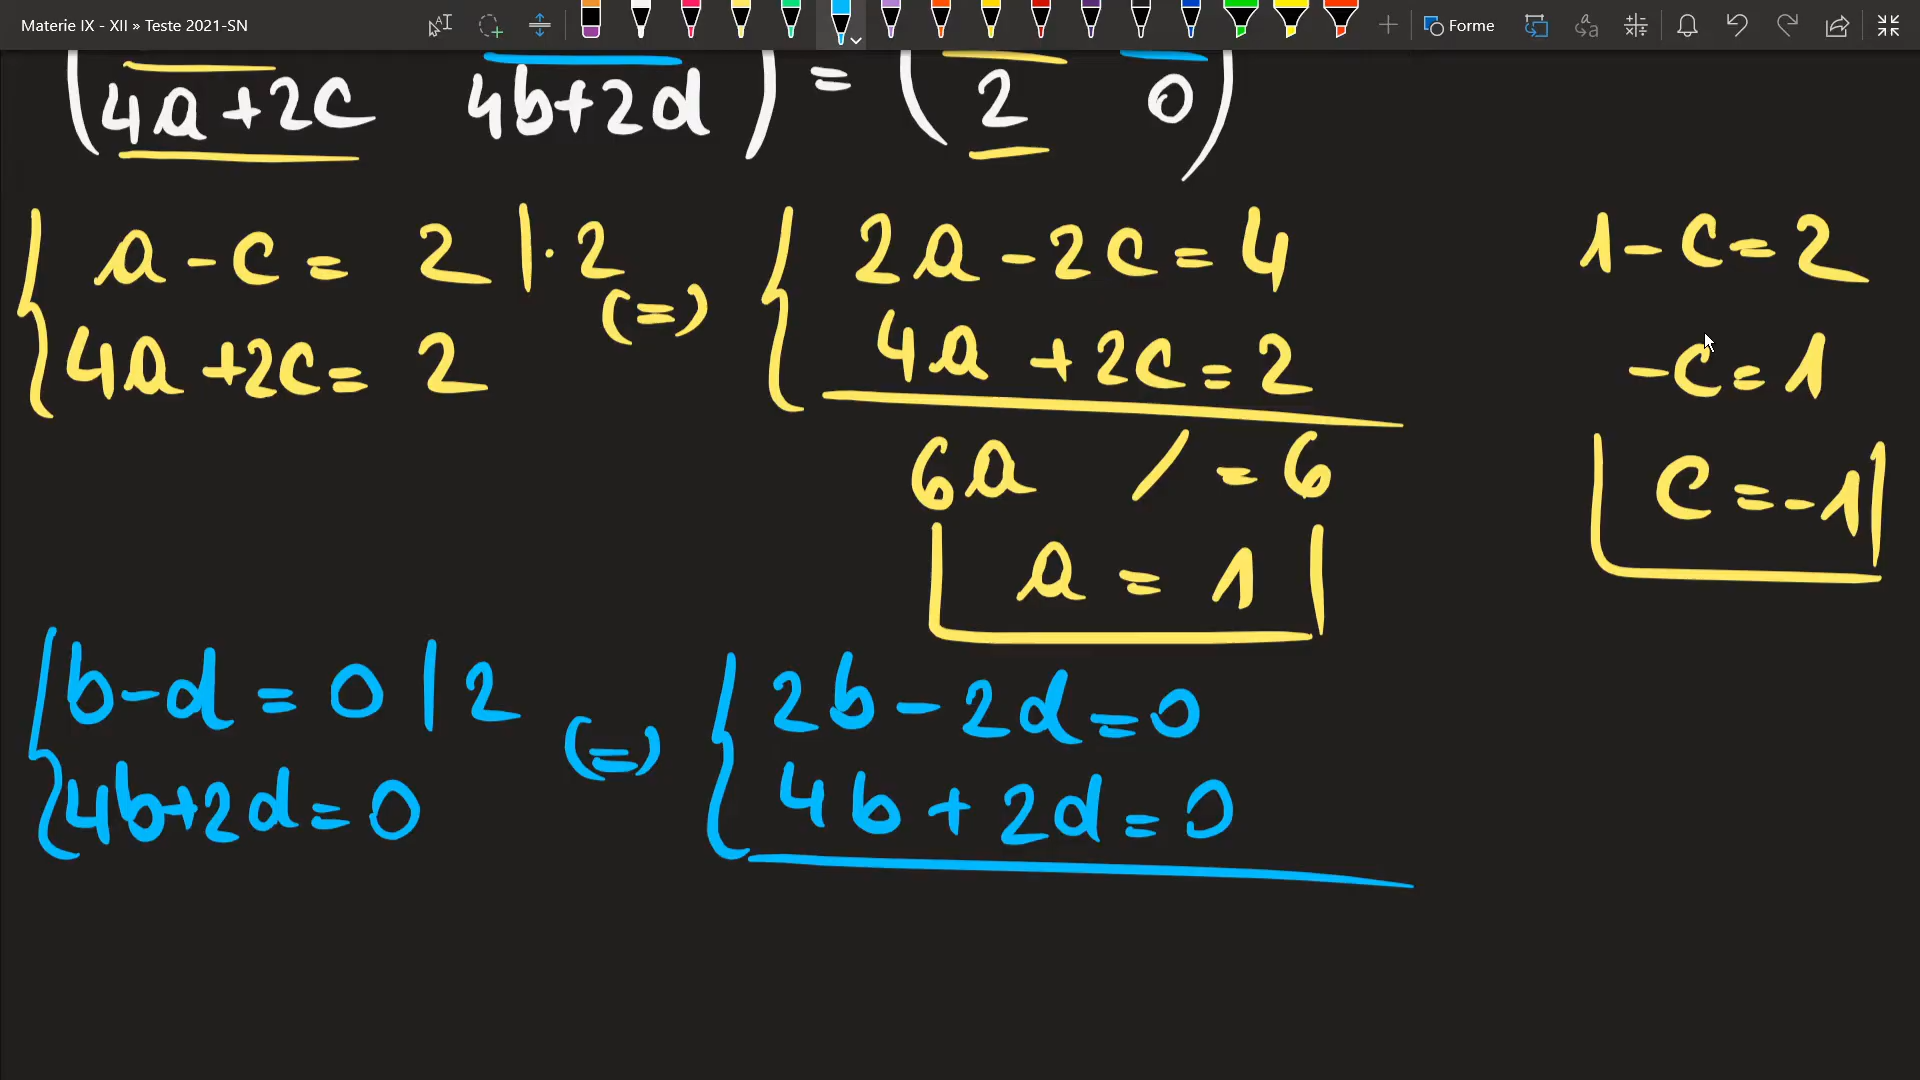 Materie IX - XII » Teste 2021-SN
Forme
(4a+2c 4b+2d) = (2 0)
{a-c = 2 |·2
4a+2c= 2
(=)
{2a-2c=4
4a+2c=2
6a / = 6
a = 1
1-c=2
-c=1
c=-1
{b-d = 0 | 2
4b+2d=0
(=)
{2b-2d=0
4b+2d=0